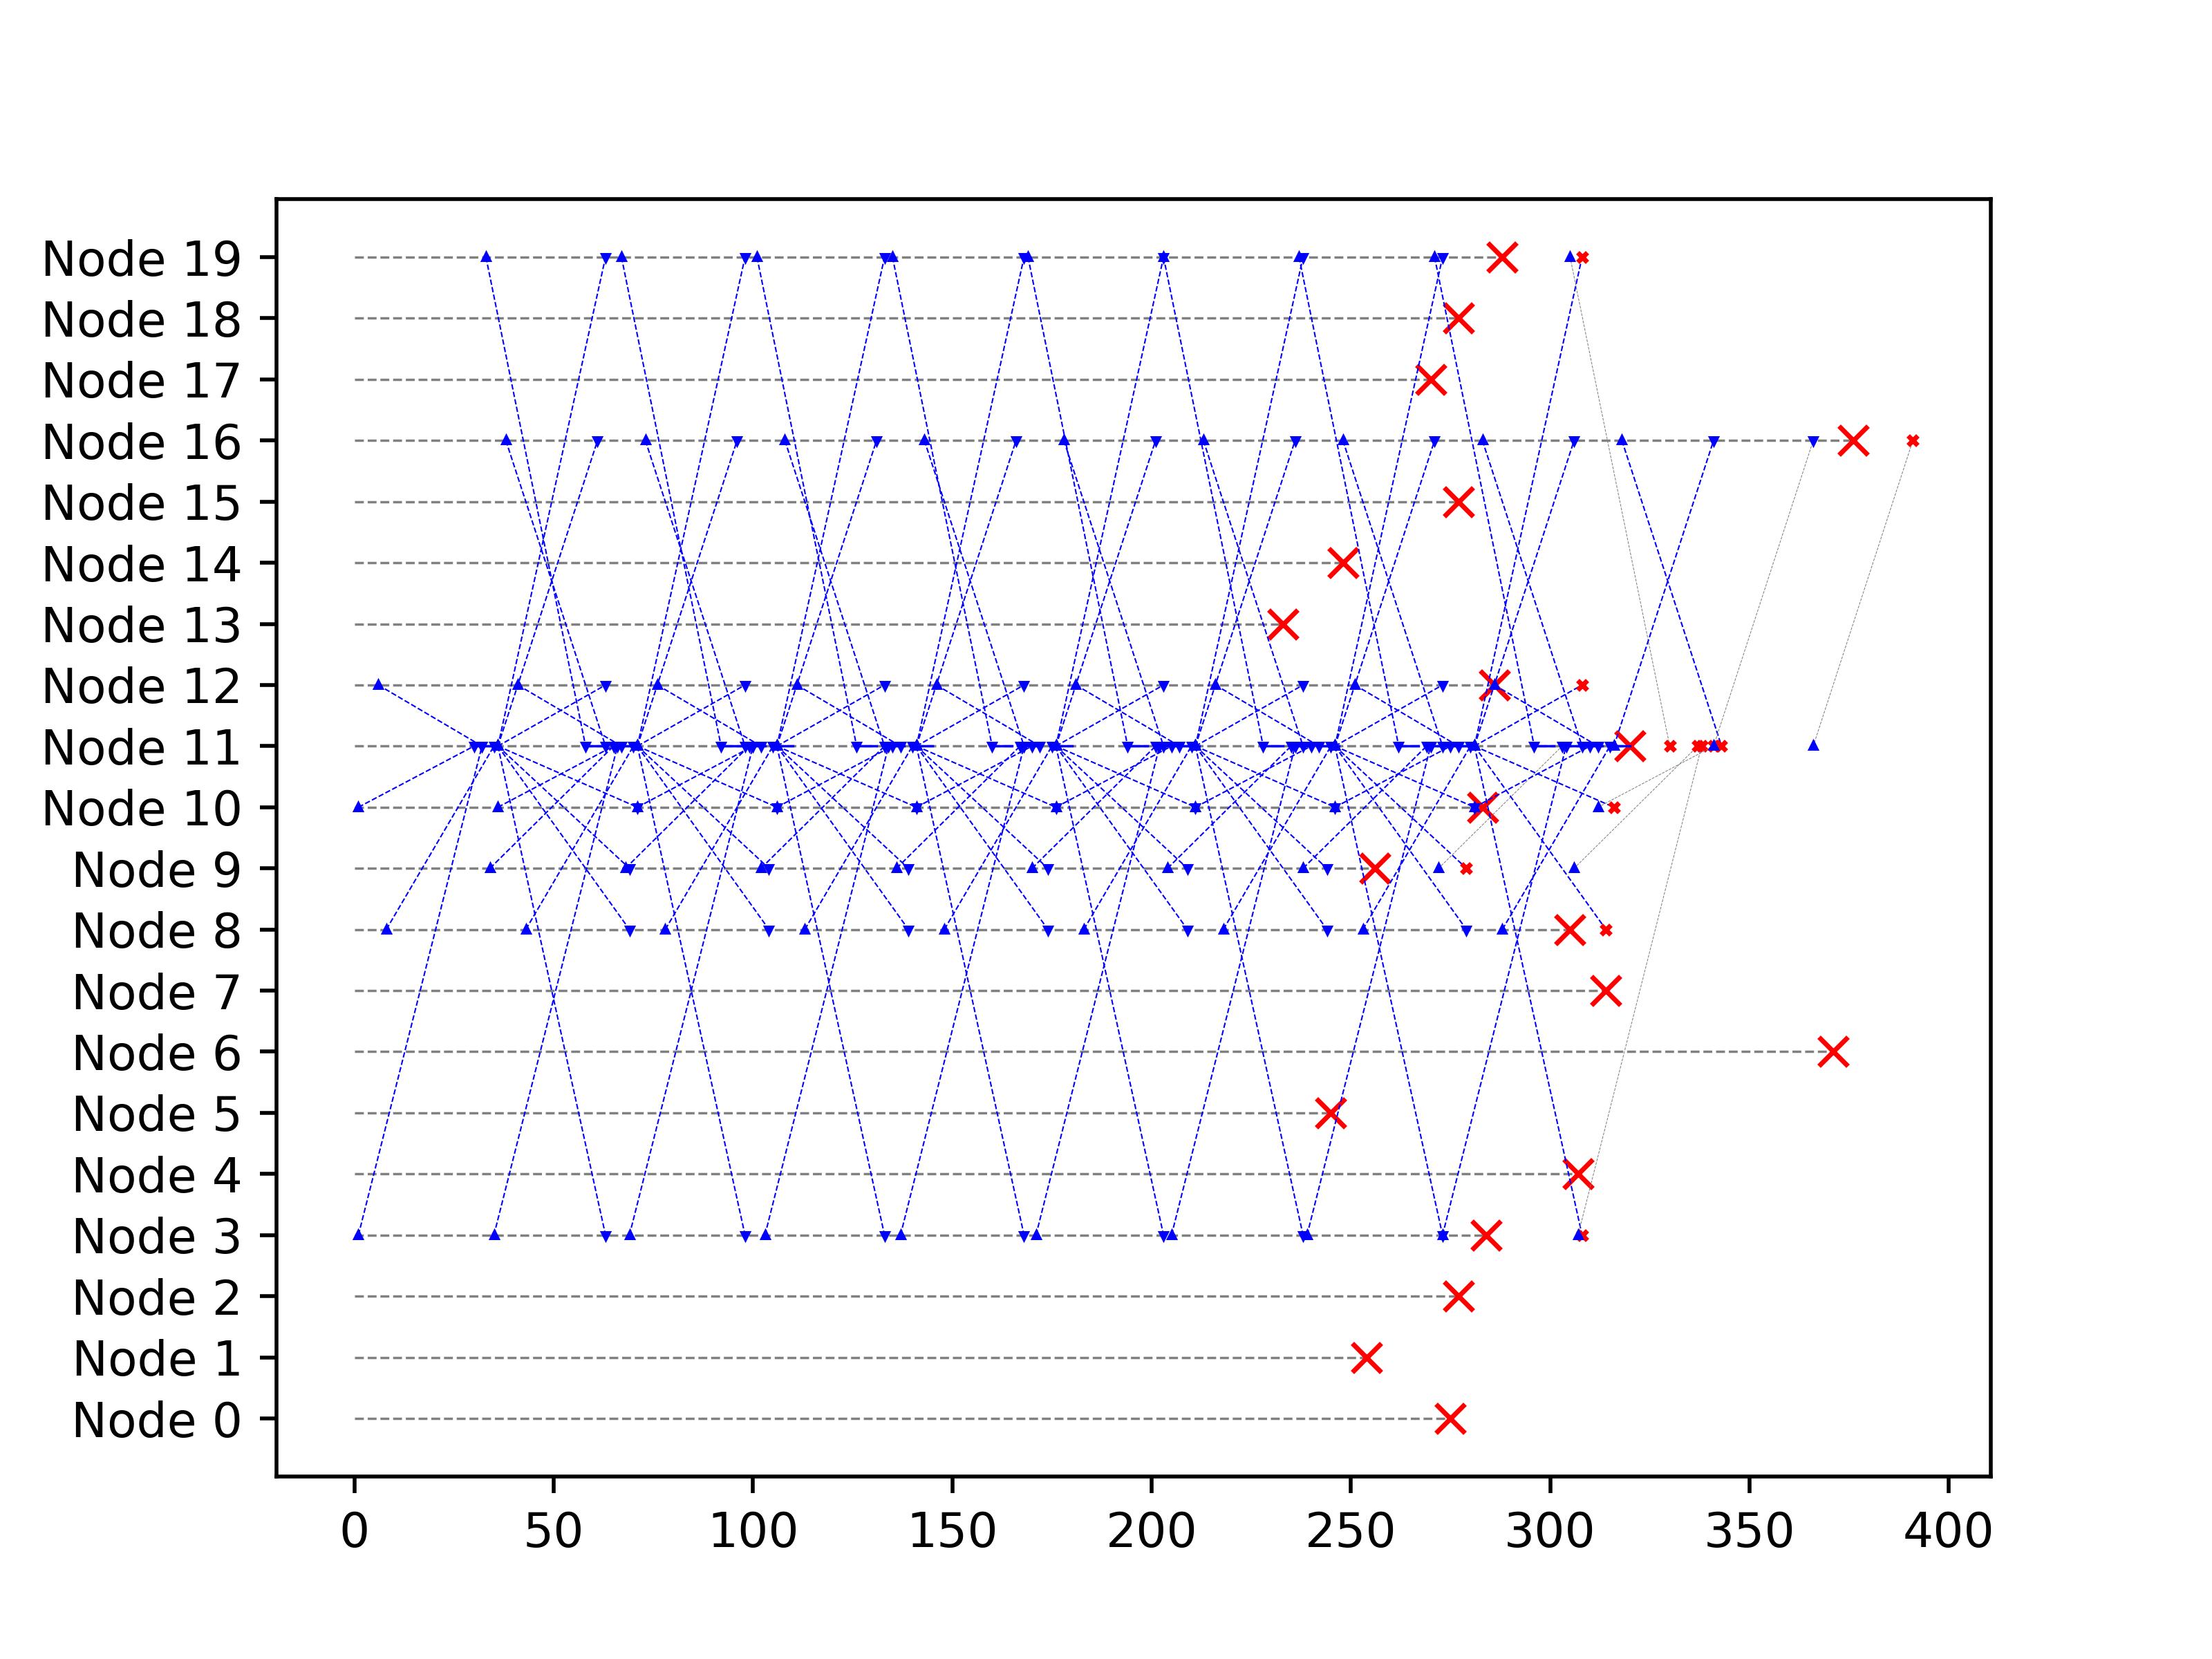 Node 19
Node 18
Node 17
Node 16
Node 15
Node 14
Node 13
Node 12
Node 11
Node 10
Node 9
Node 8
Node 7
Node 6
Node 5
Node 4
Node 3
Node 2
Node 1
Node 0
0 50 100 150 200 250 300 350 400